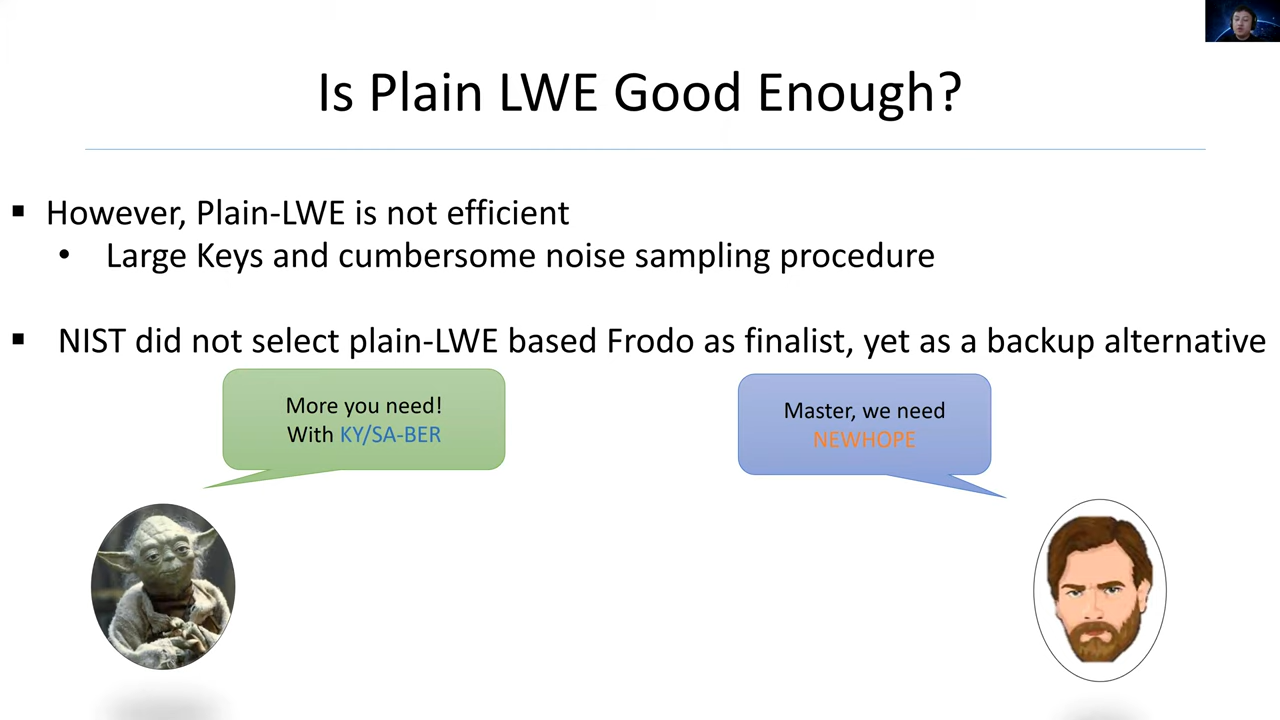 Is Plain LWE Good Enough?
▪ However, Plain-LWE is not efficient
• Large Keys and cumbersome noise sampling procedure
▪ NIST did not select plain-LWE based Frodo as finalist, yet as a backup alternative
More you need!
With KY/SA-BER
Master, we need
NEWHOPE